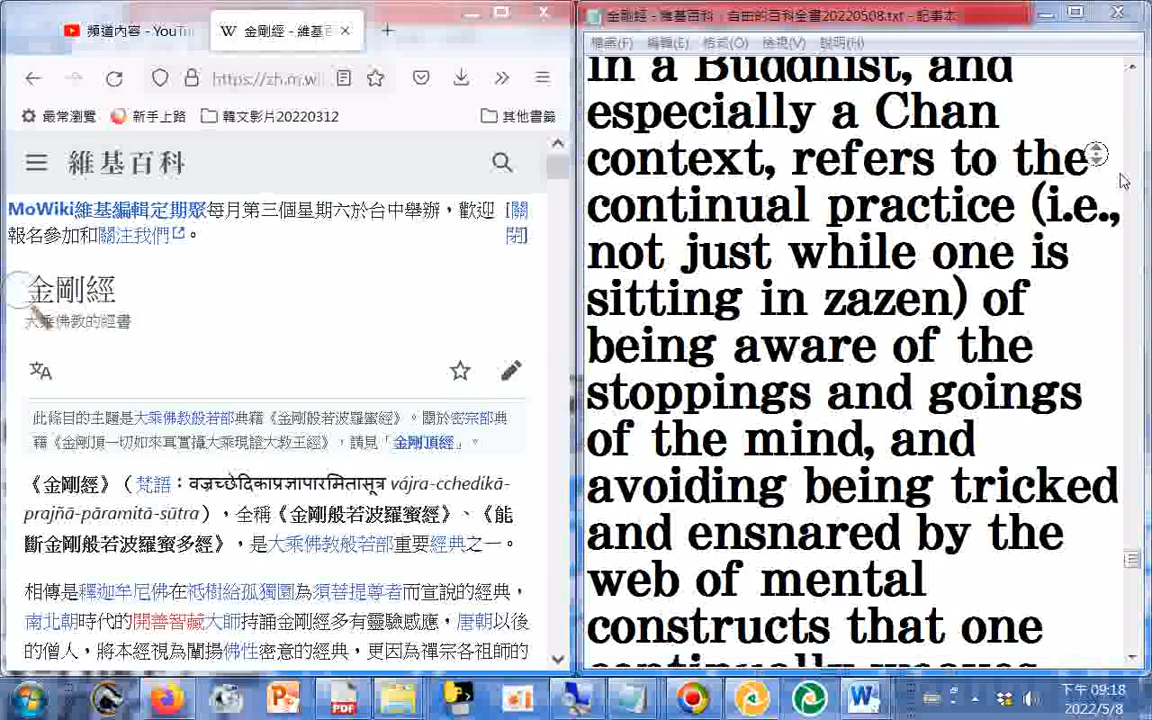 頻道內容 - YouTu
金剛經 - 維基百
https://zh.m.wi
最常瀏覽
新手上路
韓文影片20220312
其他書籤
維基百科
MoWiki維基編輯定期聚每月第三個星期六於台中舉辦，歡迎報名參加和關注我們。
[關閉]
金剛經
大乘佛教的經書
此條目的主題是大乘佛教般若部典籍《金剛般若波羅蜜經》。關於密宗部典
籍《金剛頂一切如來真實攝大乘現證大教王經》，請見「金剛頂經」。
《金剛經》（梵語：वज्रच्छेदिकाप्रज्ञापारमितासूत्र vájra-cchedikā-
prajñā-pāramitā-sūtra），全稱《金剛般若波羅蜜經》、《能
斷金剛般若波羅蜜多經》，是大乘佛教般若部重要經典之一。
相傳是釋迦牟尼佛在祇樹給孤獨園為須菩提尊者而宣說的經典，
南北朝時代的開善智藏大師持誦金剛經多有靈驗感應，唐朝以後
的僧人，將本經視為闡揚佛性密意的經典，更因為禪宗各祖師的
金剛經 - 維基百科，自由的百科全書20220508.txt - 記事本
檔案(F) 編輯(E) 格式(O) 檢視(V) 說明(H)
in a Buddhist, and
especially a Chan
context, refers to the
continual practice (i.e.,
not just while one is
sitting in zazen) of
being aware of the
stoppings and goings
of the mind, and
avoiding being tricked
and ensnared by the
web of mental
constructs that one
continually weaves
下午 09:18
2022/5/8